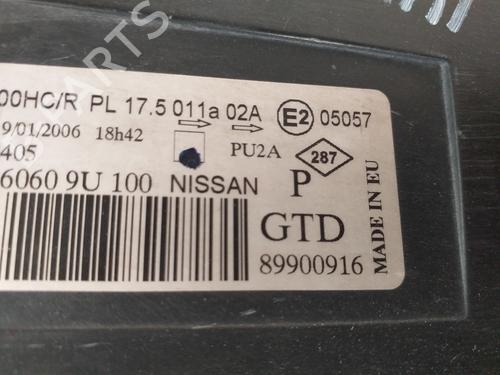 PARTS
00HC/R PL 17.5 011a 02A E2 05057
9/01/2006 18h42
405 PU2A 287
6060 9U 100 NISSAN P
GTD
89900916
MADE IN EU